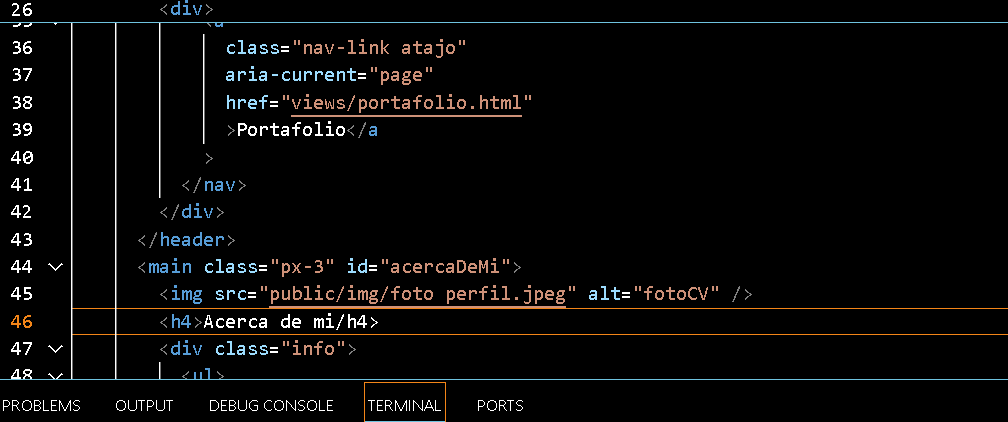 26 <div>
35 <a
36 class="nav-link atajo"
37 aria-current="page"
38 href="views/portafolio.html"
39 >Portafolio</a
40 >
41 </nav>
42 </div>
43 </header>
44 <main class="px-3" id="acercaDeMi">
45 <img src="public/img/foto perfil.jpeg" alt="fotoCV" />
46 <h4>Acerca de mi/h4>
47 <div class="info">
48 <ul>
PROBLEMS OUTPUT DEBUG CONSOLE TERMINAL PORTS